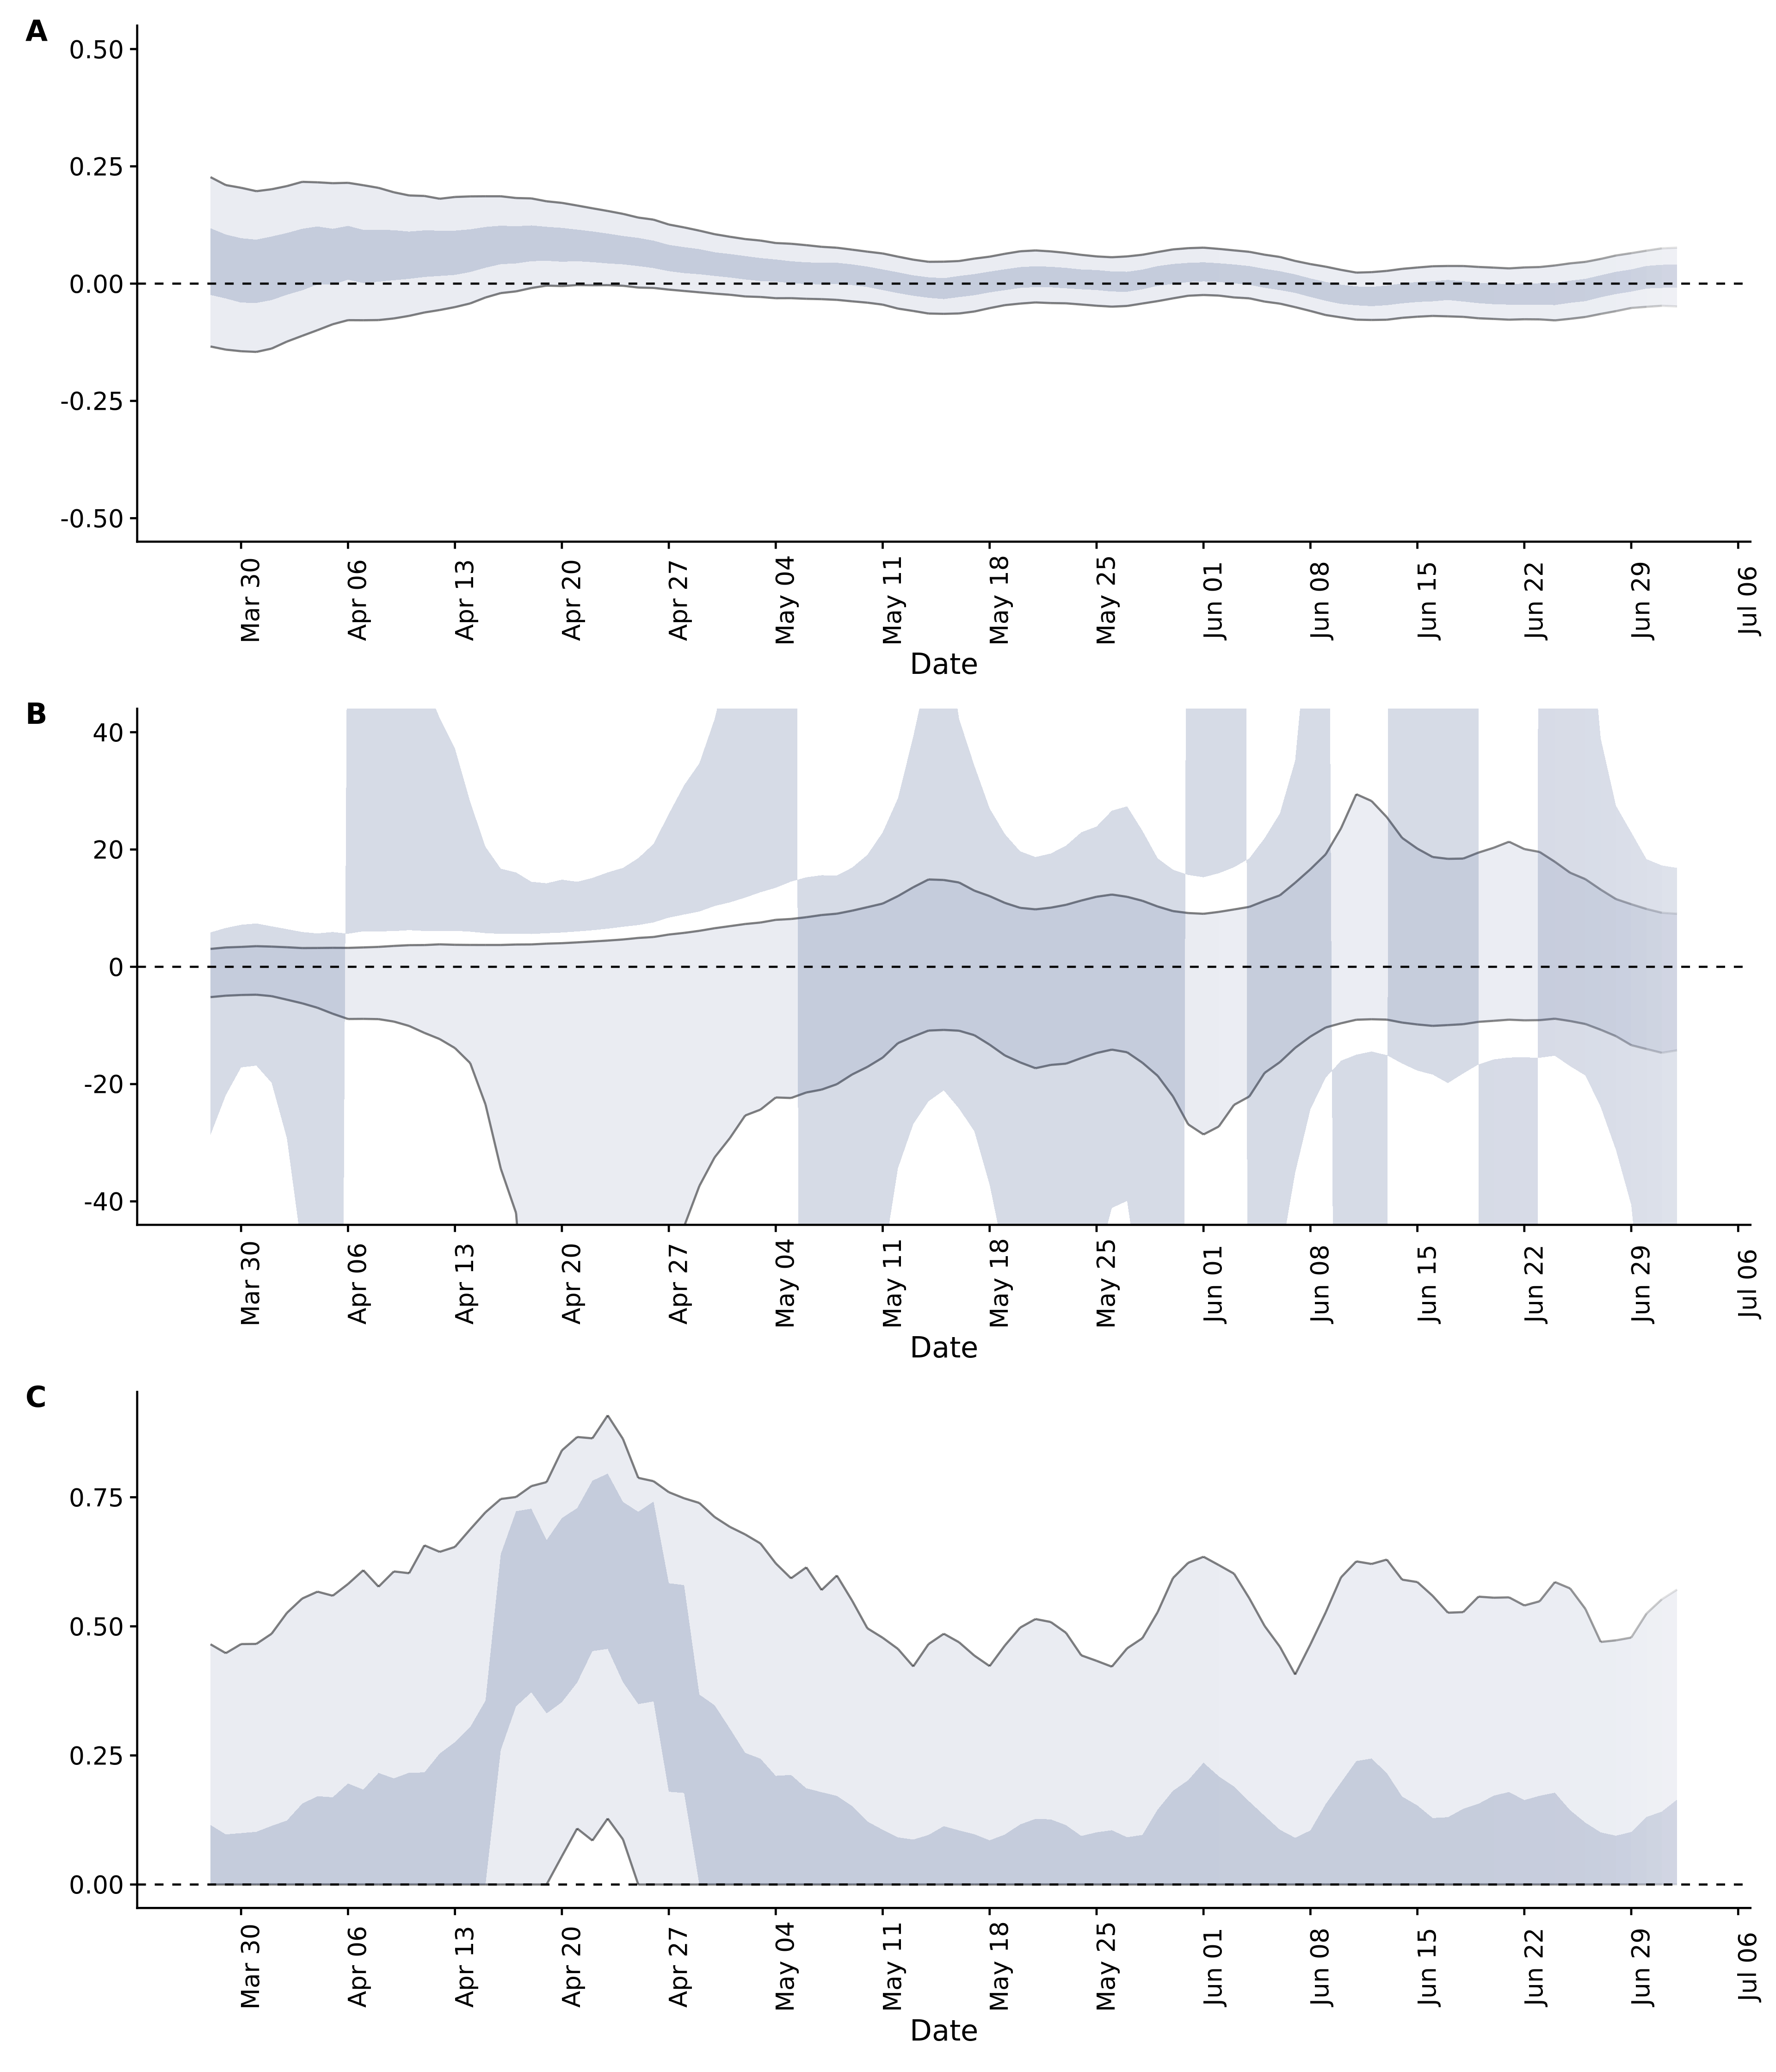 A
0.50
0.25
0.00
-0.25
-0.50
Mar 30
Apr 06
Apr 13
Apr 20
Apr 27
May 04
May 11
May 18
May 25
Jun 01
Jun 08
Jun 15
Jun 22
Jun 29
Jul 06
Date
B
40
20
0
-20
-40
Mar 30
Apr 06
Apr 13
Apr 20
Apr 27
May 04
May 11
May 18
May 25
Jun 01
Jun 08
Jun 15
Jun 22
Jun 29
Jul 06
Date
C
0.75
0.50
0.25
0.00
Mar 30
Apr 06
Apr 13
Apr 20
Apr 27
May 04
May 11
May 18
May 25
Jun 01
Jun 08
Jun 15
Jun 22
Jun 29
Jul 06
Date